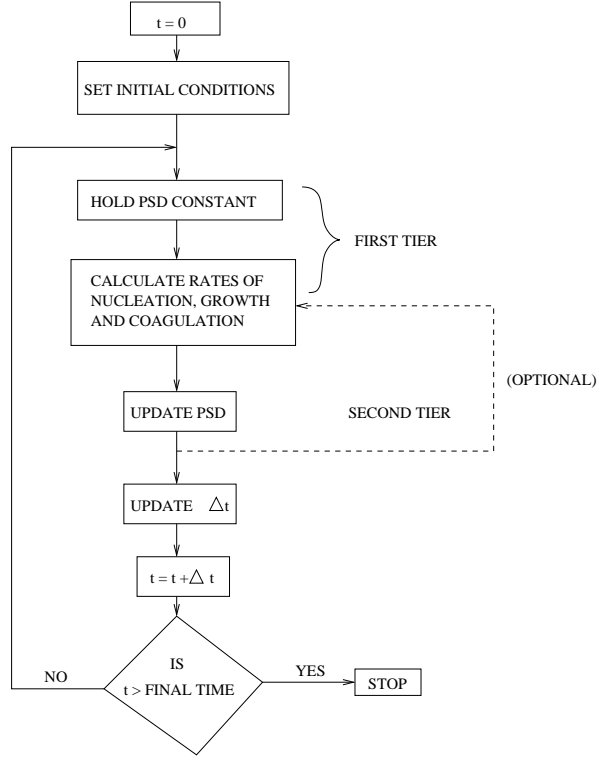 t = 0
SET INITIAL CONDITIONS
HOLD PSD CONSTANT
FIRST TIER
CALCULATE RATES OF
NUCLEATION, GROWTH
AND COAGULATION
(OPTIONAL)
UPDATE PSD
SECOND TIER
UPDATE △t
t = t +△ t
IS
t > FINAL TIME
NO
YES
STOP